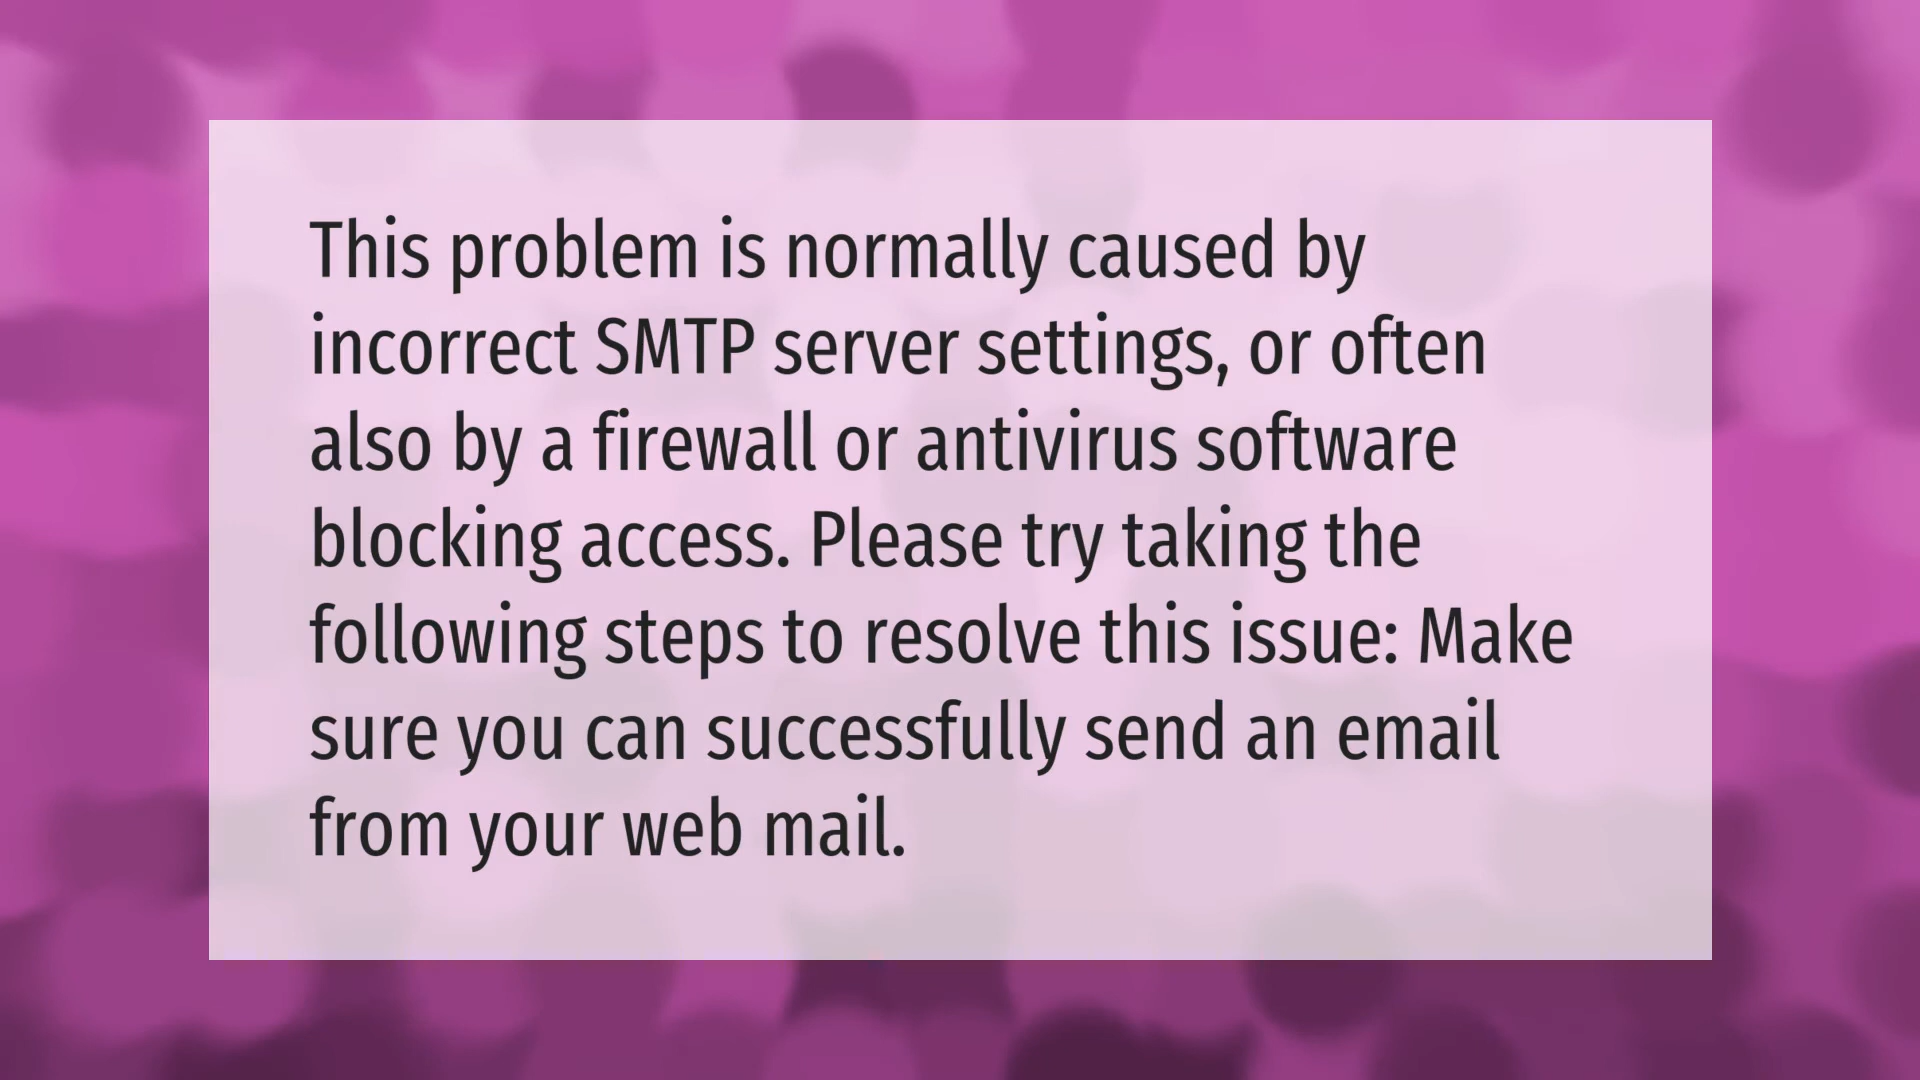 This problem is normally caused by
incorrect SMTP server settings, or often
also by a firewall or antivirus software
blocking access. Please try taking the
following steps to resolve this issue: Make
sure you can successfully send an email
from your web mail.